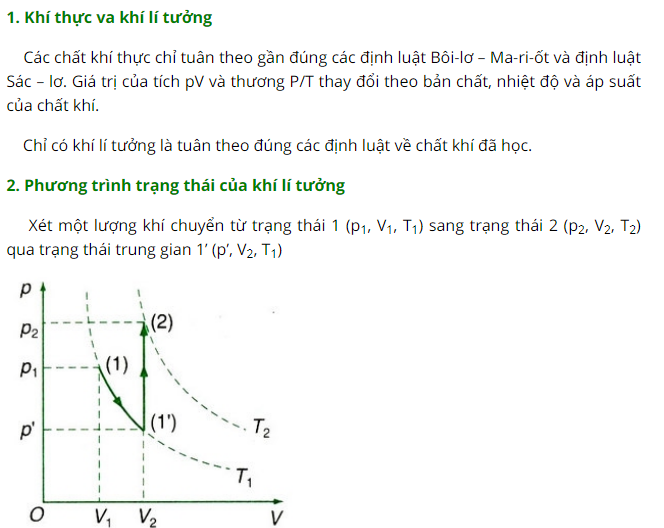 1. Khí thực va khí lí tưởng
Các chất khí thực chỉ tuân theo gần đúng các định luật Bôi-lơ – Ma-ri-ốt và định luật
Sác – lơ. Giá trị của tích pV và thương P/T thay đổi theo bản chất, nhiệt độ và áp suất
của chất khí.
Chỉ có khí lí tưởng là tuân theo đúng các định luật về chất khí đã học.
2. Phương trình trạng thái của khí lí tưởng
Xét một lượng khí chuyển từ trạng thái 1 (p₁, V₁, T₁) sang trạng thái 2 (p₂, V₂, T₂)
qua trạng thái trung gian 1’ (p’, V₂, T₁)
p
p₂
(2)
p₁
(1)
p'
(1')
T₂
T₁
O
V₁
V₂
V